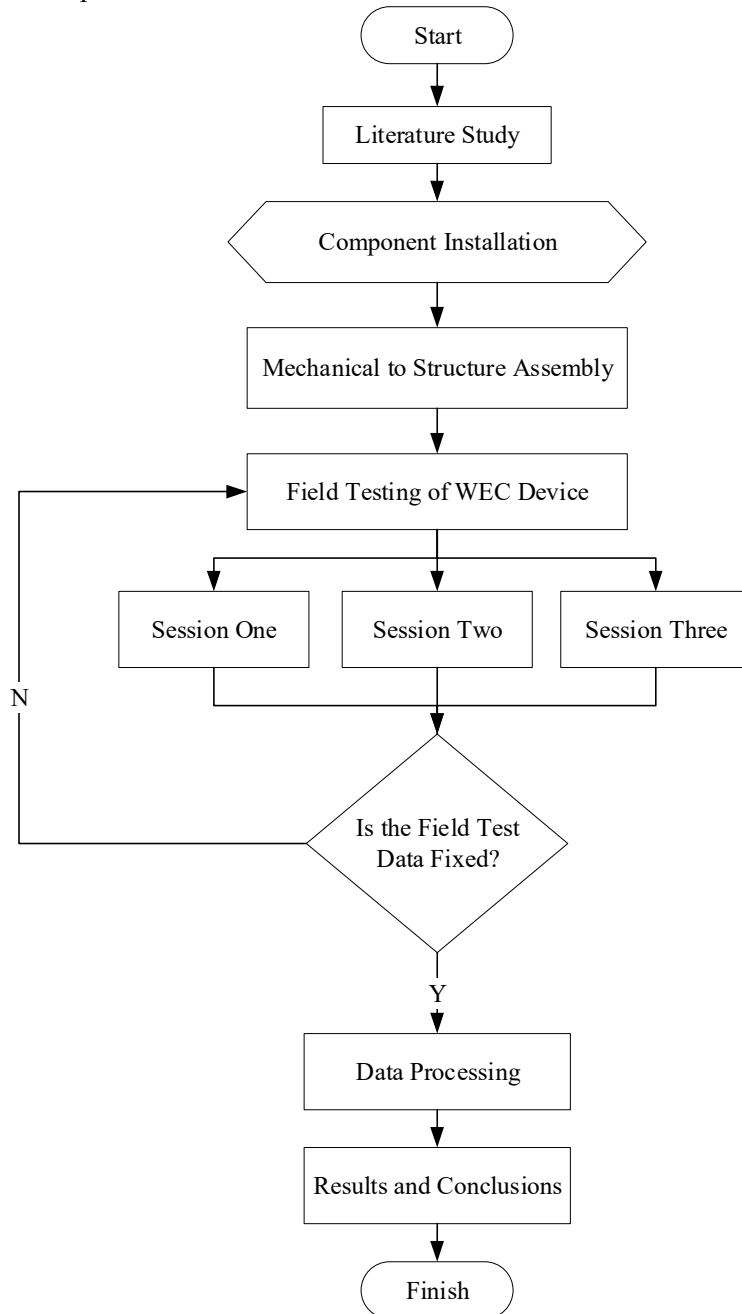 Start
Literature Study
Component Installation
Mechanical to Structure Assembly
Field Testing of WEC Device
Session One
Session Two
Session Three
N
Is the Field Test
Data Fixed?
Y
Data Processing
Results and Conclusions
Finish